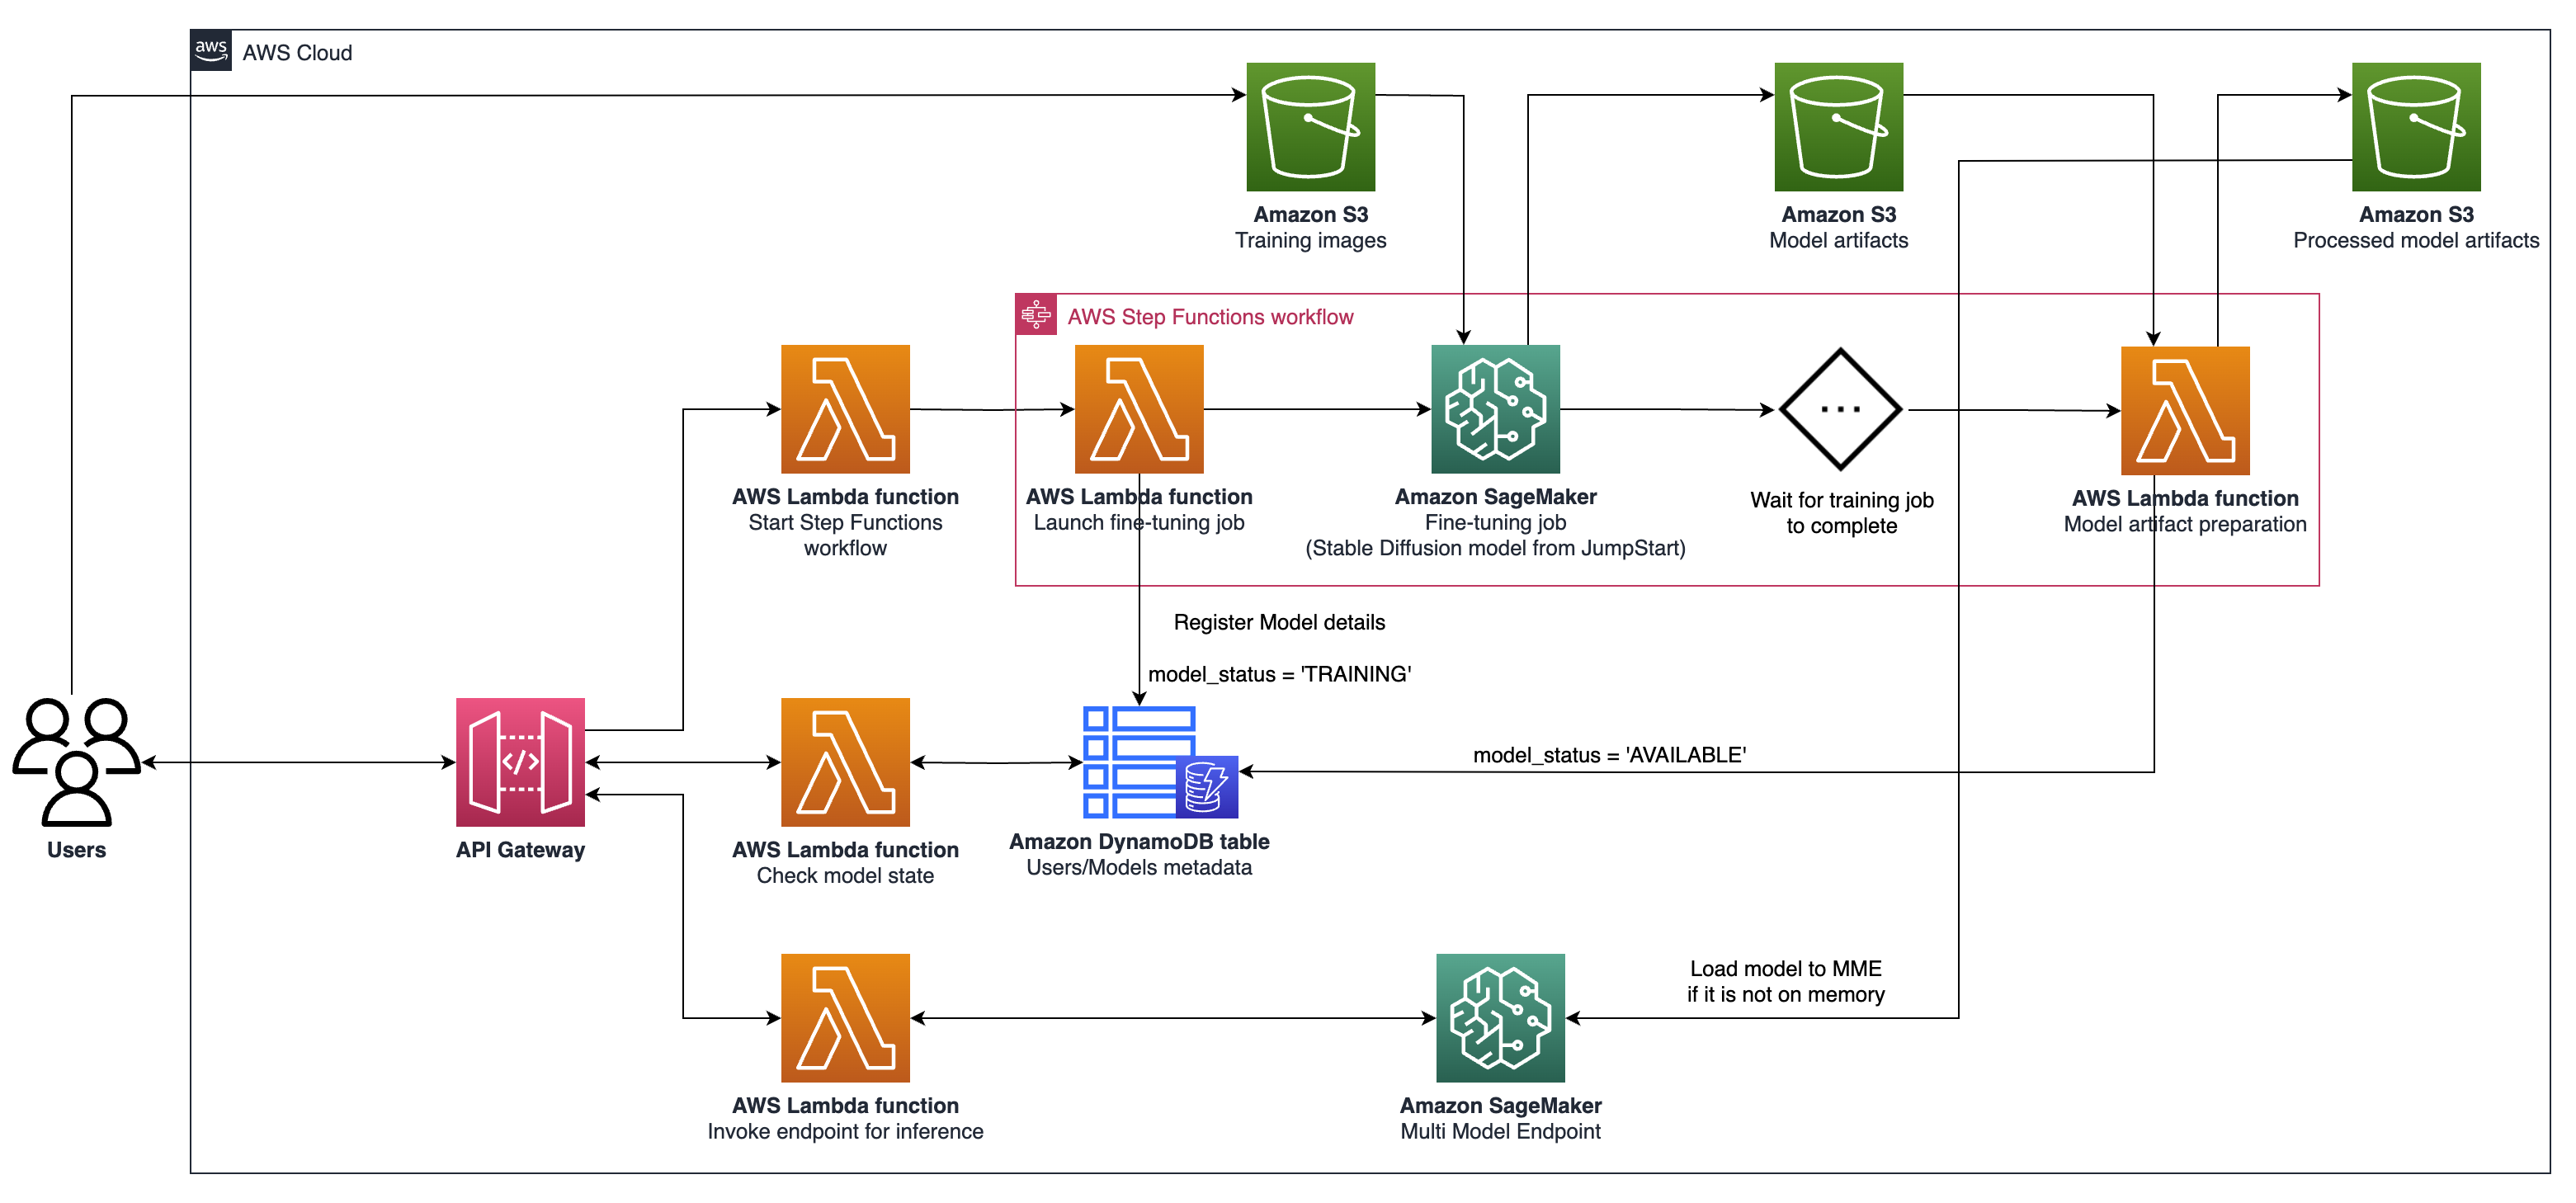 aws
AWS Cloud
Amazon S3
Training images
Amazon S3
Model artifacts
Amazon S3
Processed model artifacts
AWS Step Functions workflow
AWS Lambda function
Start Step Functions
workflow
AWS Lambda function
Launch fine-tuning job
Amazon SageMaker
Fine-tuning job
(Stable Diffusion model from JumpStart)
Wait for training job
to complete
AWS Lambda function
Model artifact preparation
Register Model details
model_status = 'TRAINING'
model_status = 'AVAILABLE'
Users
</>
API Gateway
AWS Lambda function
Check model state
Amazon DynamoDB table
Users/Models metadata
Load model to MME
if it is not on memory
AWS Lambda function
Invoke endpoint for inference
Amazon SageMaker
Multi Model Endpoint